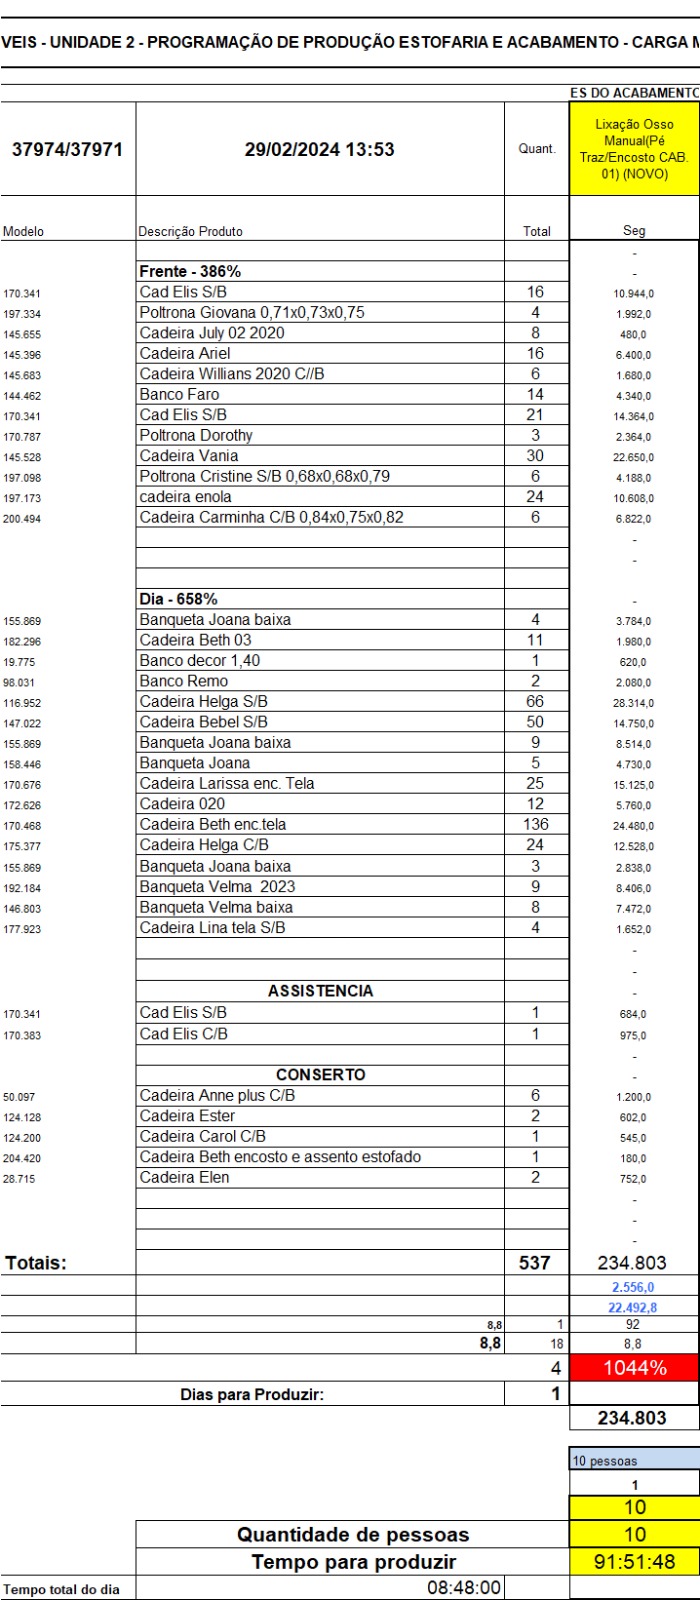 VEIS - UNIDADE 2 - PROGRAMAÇÃO DE PRODUÇÃO ESTOFARIA E ACABAMENTO - CARGA M
ES DO ACABAMENTO
37974/37971 29/02/2024 13:53 Quant. Lixação Osso Manual(Pé Traz/Encosto CAB. 01) (NOVO)
Modelo Descrição Produto Total Seg
-
Frente - 386% -
170.341 Cad Elis S/B 16 10.944,0
197.334 Poltrona Giovana 0,71x0,73x0,75 4 1.992,0
145.655 Cadeira July 02 2020 8 480,0
145.396 Cadeira Ariel 16 6.400,0
145.683 Cadeira Willians 2020 C//B 6 1.680,0
144.462 Banco Faro 14 4.340,0
170.341 Cad Elis S/B 21 14.364,0
170.787 Poltrona Dorothy 3 2.364,0
145.528 Cadeira Vania 30 22.650,0
197.098 Poltrona Cristine S/B 0,68x0,68x0,79 6 4.188,0
197.173 cadeira enola 24 10.608,0
200.494 Cadeira Carminha C/B 0,84x0,75x0,82 6 6.822,0
-
-
Dia - 658% -
155.869 Banqueta Joana baixa 4 3.784,0
182.296 Cadeira Beth 03 11 1.980,0
19.775 Banco decor 1,40 1 620,0
98.031 Banco Remo 2 2.080,0
116.952 Cadeira Helga S/B 66 28.314,0
147.022 Cadeira Bebel S/B 50 14.750,0
155.869 Banqueta Joana baixa 9 8.514,0
158.446 Banqueta Joana 5 4.730,0
170.676 Cadeira Larissa enc. Tela 25 15.125,0
172.626 Cadeira 020 12 5.760,0
170.468 Cadeira Beth enc.tela 136 24.480,0
175.377 Cadeira Helga C/B 24 12.528,0
155.869 Banqueta Joana baixa 3 2.838,0
192.184 Banqueta Velma 2023 9 8.406,0
146.803 Banqueta Velma baixa 8 7.472,0
177.923 Cadeira Lina tela S/B 4 1.652,0
-
-
ASSISTENCIA -
170.341 Cad Elis S/B 1 684,0
170.383 Cad Elis C/B 1 975,0
-
CONSERTO -
50.097 Cadeira Anne plus C/B 6 1.200,0
124.128 Cadeira Ester 2 602,0
124.200 Cadeira Carol C/B 1 545,0
204.420 Cadeira Beth encosto e assento estofado 1 180,0
28.715 Cadeira Elen 2 752,0
-
-
-
Totais: 537 234.803
2.556,0
22.492,8
8,8 1 92
8,8 18 8,8
4 1044%
Dias para Produzir: 1
234.803
10 pessoas
1
10
Quantidade de pessoas 10
Tempo para produzir 91:51:48
Tempo total do dia 08:48:00